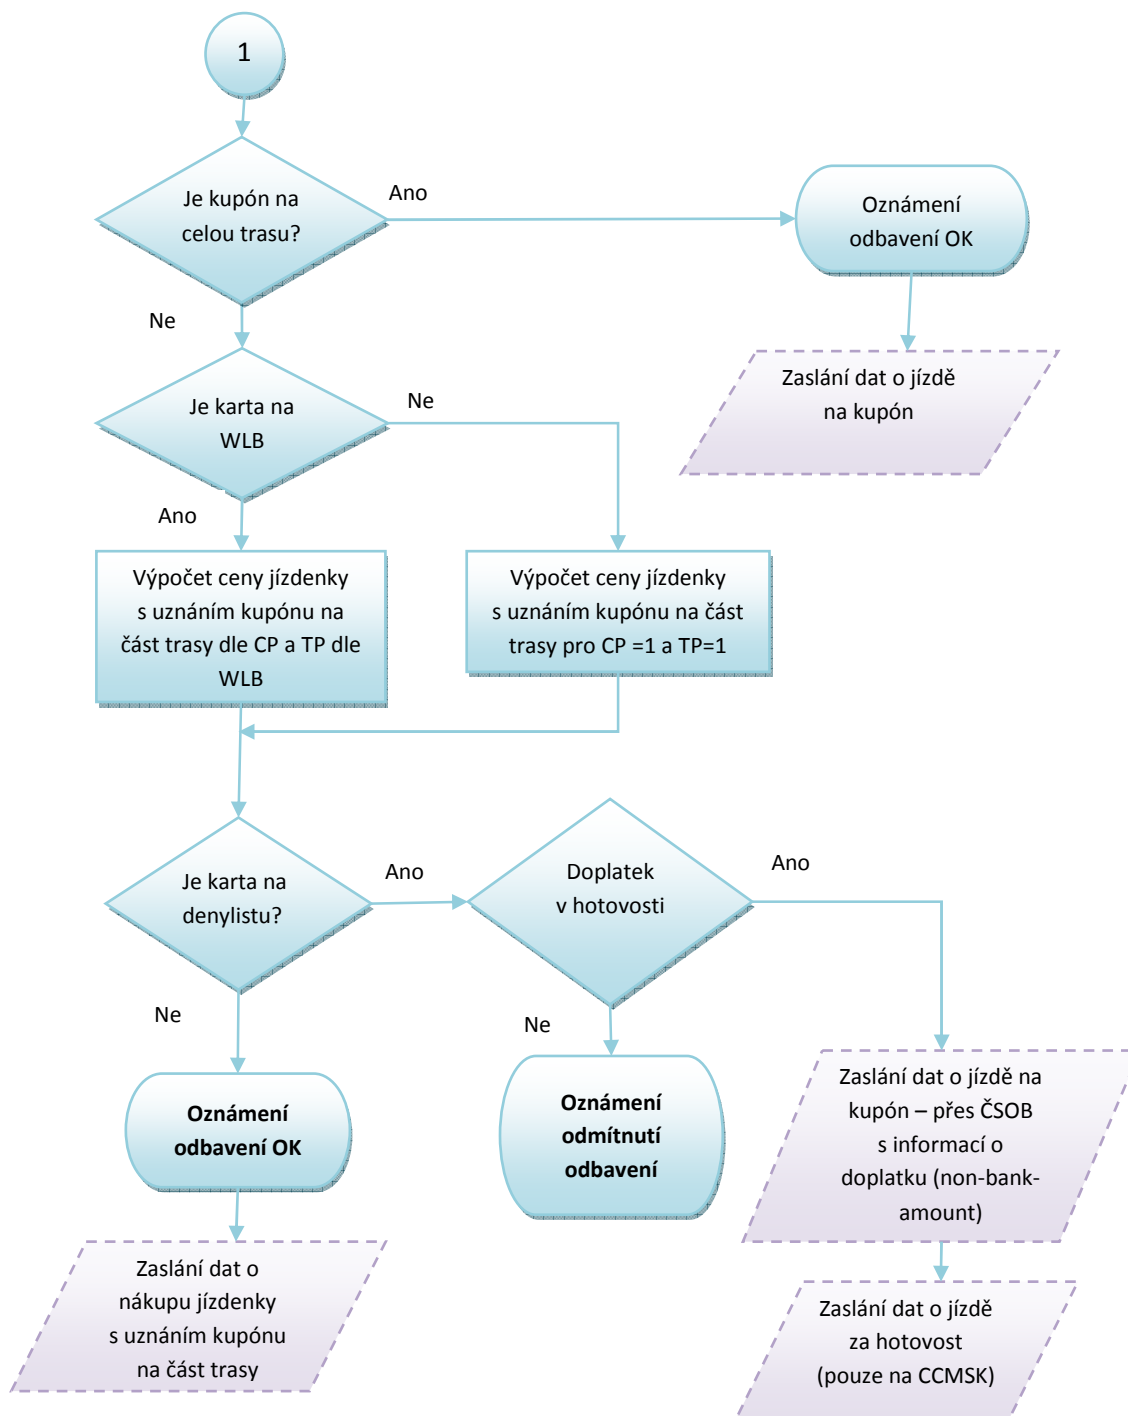 1
Je kupón na
celou trasu?
Ano
Oznámení
odbavení OK
Ne
Zaslání dat o jízdě
na kupón
Je karta na
WLB
Ne
Ano
Výpočet ceny jízdenky
s uznáním kupónu na
část trasy dle CP a TP dle
WLB
Výpočet ceny jízdenky
s uznáním kupónu na část
trasy pro CP =1 a TP=1
Je karta na
denylistu?
Ano
Doplatek
v hotovosti
Ano
Ne
Ne
Oznámení
odbavení OK
Oznámení
odmítnutí
odbavení
Zaslání dat o jízdě na
kupón – přes ČSOB
s informací o
doplatku (non-bank-
amount)
Zaslání dat o
nákupu jízdenky
s uznáním kupónu
na část trasy
Zaslání dat o jízdě
za hotovost
(pouze na CCMSK)